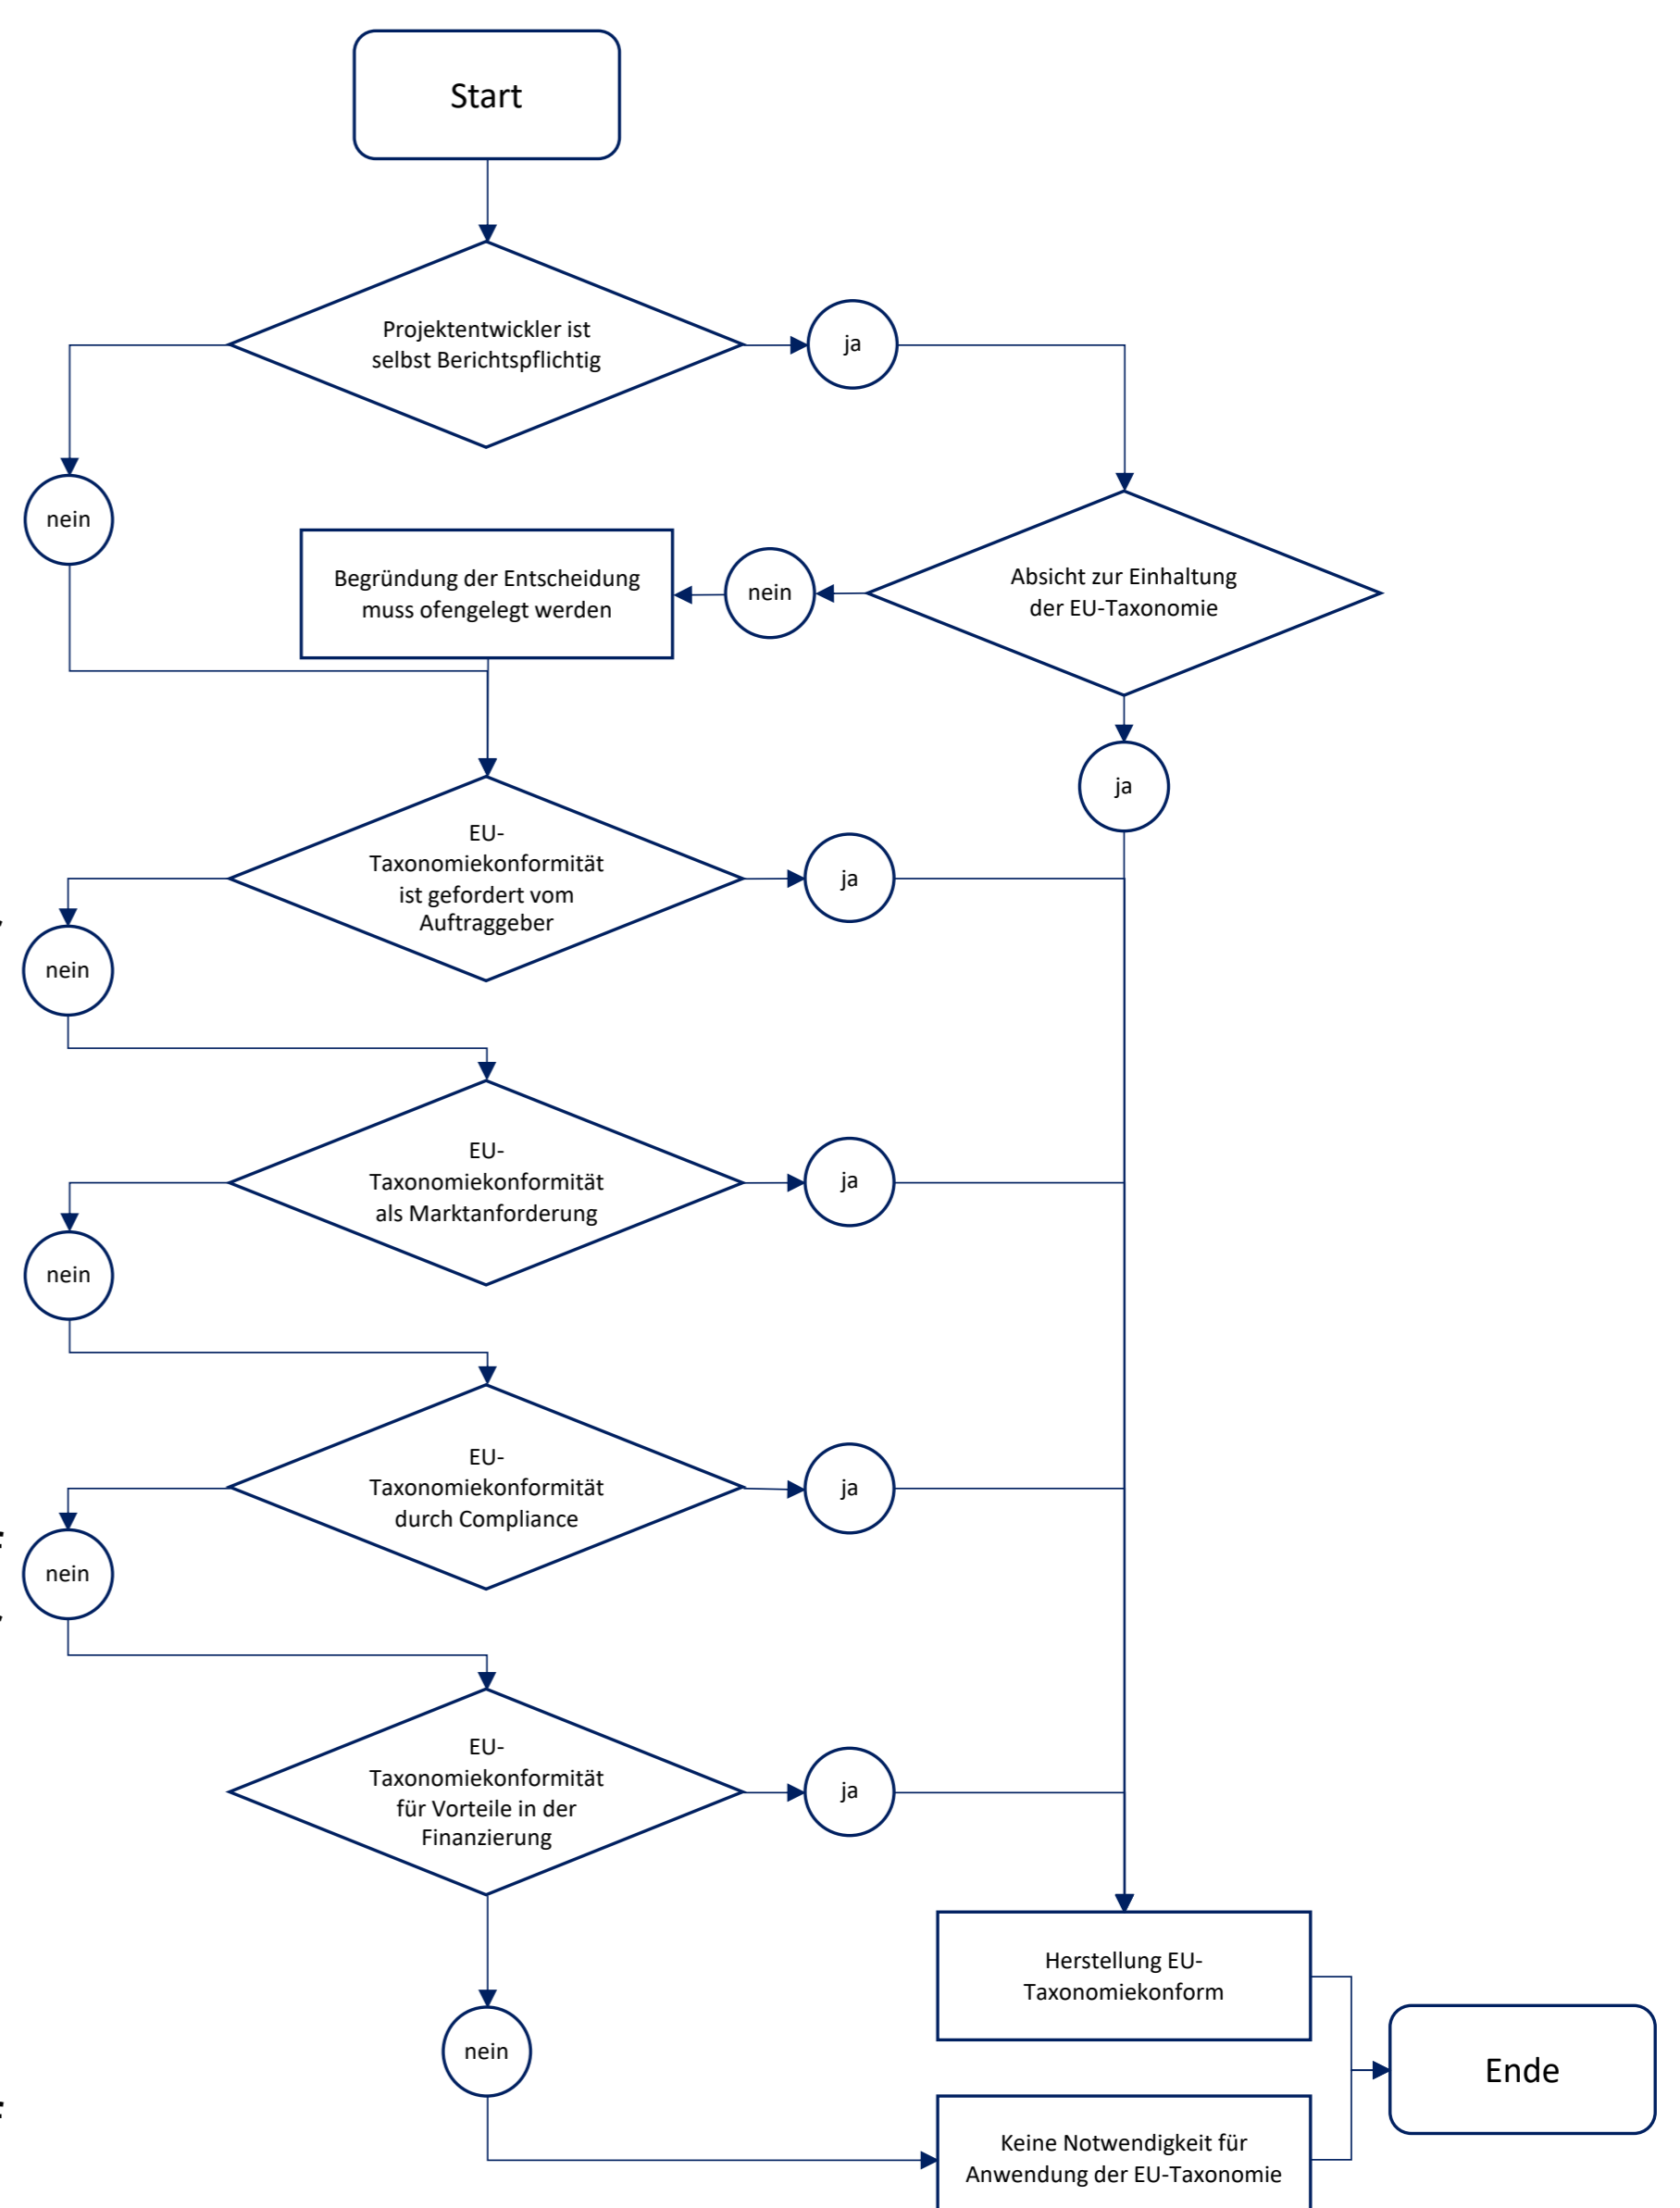 Start
Projektentwickler ist
selbst Berichtspflichtig
ja
nein
Begründung der Entscheidung
muss ofengelegt werden
nein
Absicht zur Einhaltung
der EU-Taxonomie
ja
EU-
Taxonomiekonformität
ist gefordert vom
Auftraggeber
ja
nein
EU-
Taxonomiekonformität
als Marktanforderung
ja
nein
EU-
Taxonomiekonformität
durch Compliance
ja
nein
EU-
Taxonomiekonformität
für Vorteile in der
Finanzierung
ja
Herstellung EU-
Taxonomiekonform
nein
Ende
Keine Notwendigkeit für
Anwendung der EU-Taxonomie